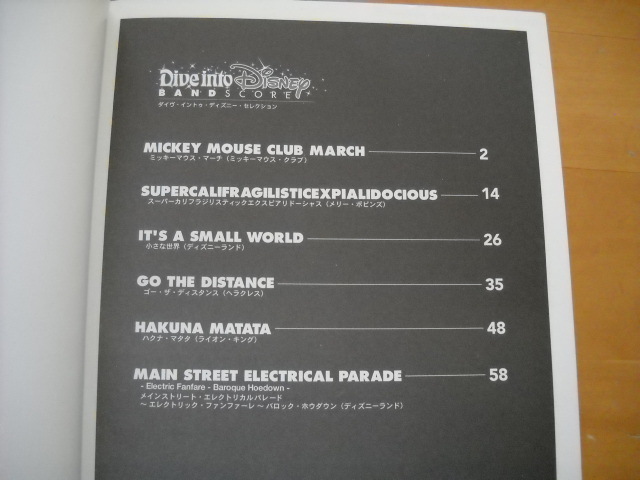 Dive into Disney
BAND SCORE
ダイヴ・イントゥ・ディズニー・セレクション
MICKEY MOUSE CLUB MARCH 2
ミッキーマウス・マーチ（ミッキーマウス・クラブ）
SUPERCALIFRAGILISTICEXPIALIDOCIOUS 14
スーパーカリフラジリスティックエクスピアリドーシャス（メリー・ポピンズ）
IT'S A SMALL WORLD 26
小さな世界（ディズニーランド）
GO THE DISTANCE 35
ゴー・ザ・ディスタンス（ヘラクレス）
HAKUNA MATATA 48
ハクナ・マタタ（ライオン・キング）
MAIN STREET ELECTRICAL PARADE 58
- Electric Fanfare - Baroque Hoedown -
メインストリート・エレクトリカルパレード
～ エレクトリック・ファンファーレ ～ バロック・ホウダウン（ディズニーランド）